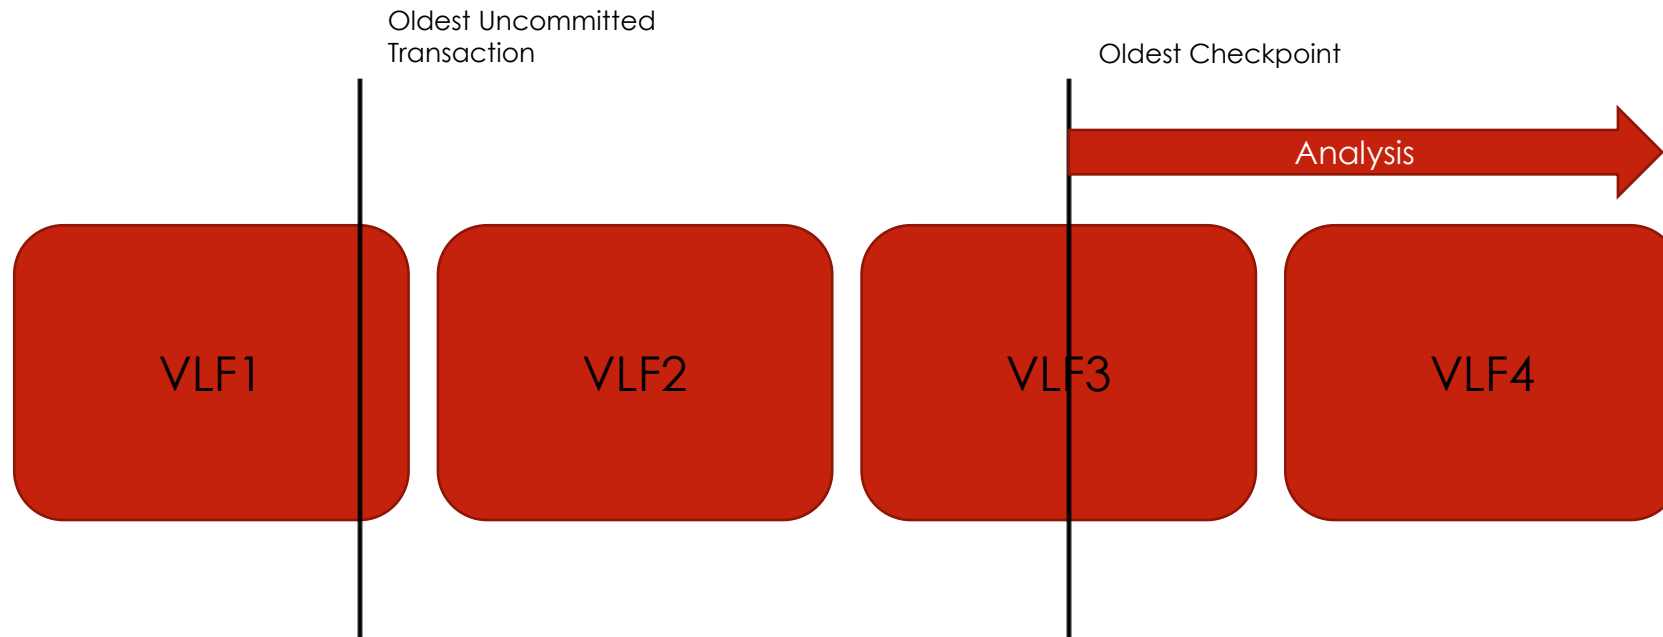 Oldest Uncommitted
Transaction
Oldest Checkpoint
Analysis
VLF1
VLF2
VLF3
VLF4